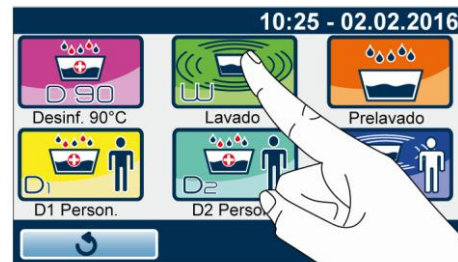 10:25 - 02.02.2016
D 90
W
Desinf. 90°C
Lavado
Prelavado
D1
D2
D1 Person.
D2 Perso